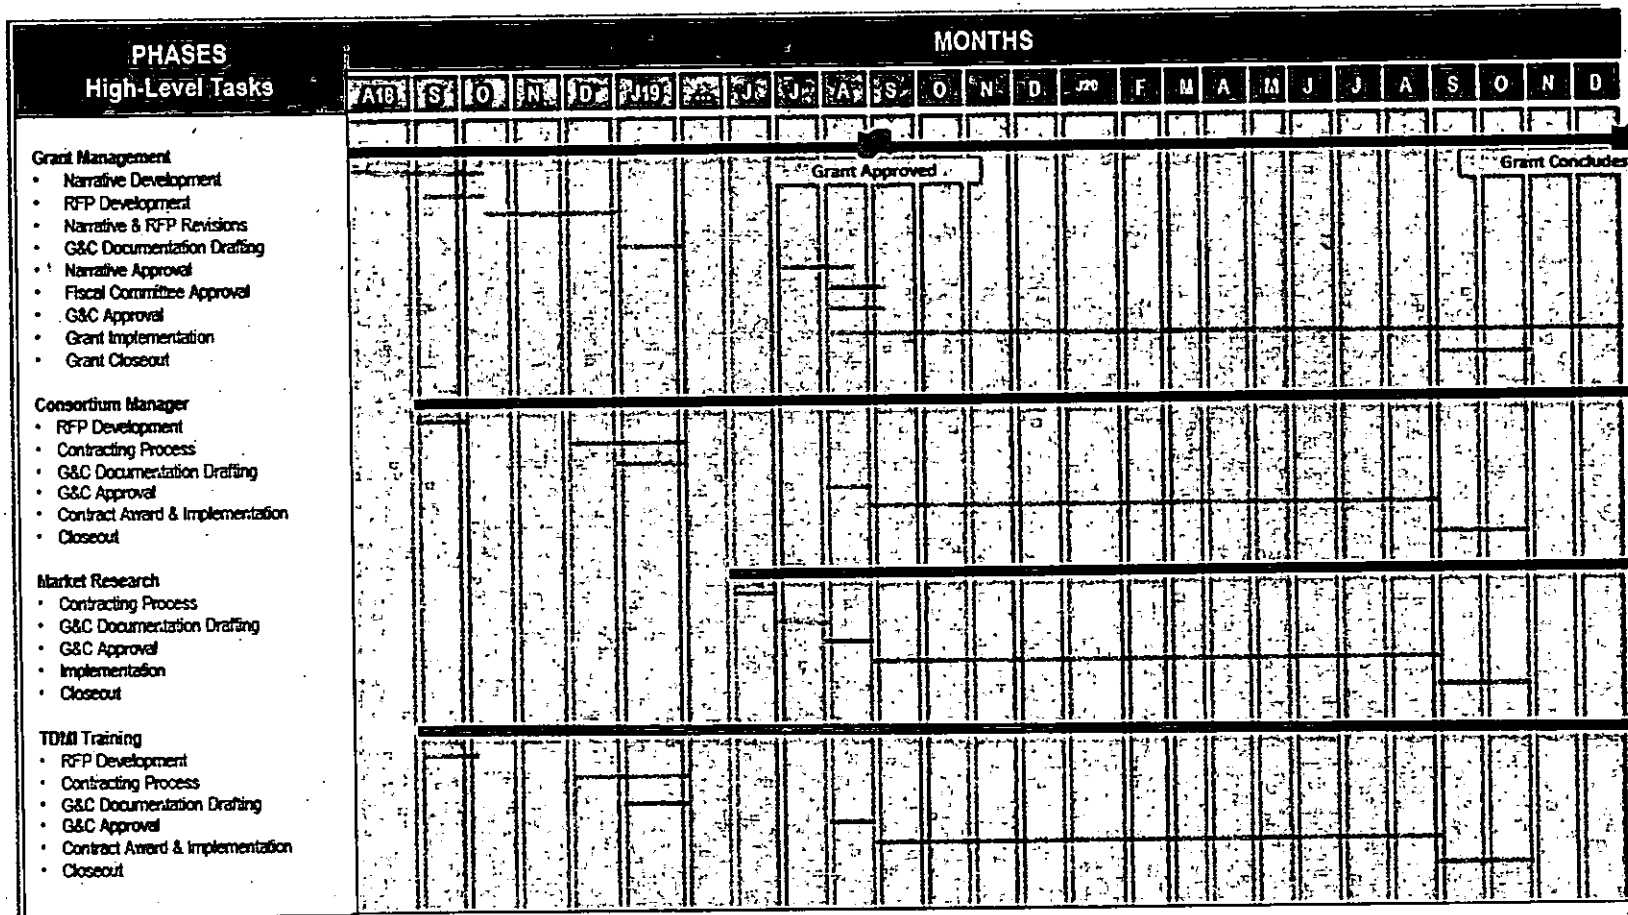 PHASES
High-Level Tasks
MONTHS
A18 S O N D J19 ... J J A S O N D J20 F M A M J J A S O N D
Grant Management
• Narrative Development
• RFP Development
• Narrative & RFP Revisions
• G&C Documentation Drafting
• Narrative Approval
• Fiscal Committee Approval
• G&C Approval
• Grant Implementation
• Grant Closeout
Grant Approved
Grant Concludes
Consortium Manager
• RFP Development
• Contracting Process
• G&C Documentation Drafting
• G&C Approval
• Contract Award & Implementation
• Closeout
Market Research
• Contracting Process
• G&C Documentation Drafting
• G&C Approval
• Implementation
• Closeout
Training
• RFP Development
• Contracting Process
• G&C Documentation Drafting
• G&C Approval
• Contract Award & Implementation
• Closeout